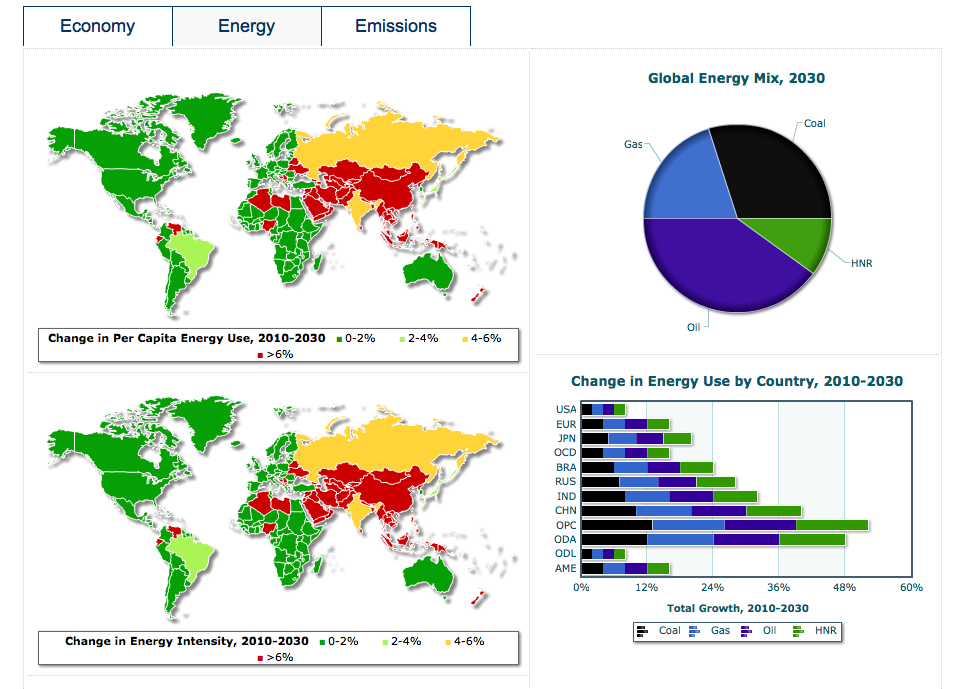 Economy Energy Emissions
Change in Per Capita Energy Use, 2010-2030 0-2% 2-4% 4-6%
>6%
Change in Energy Intensity, 2010-2030 0-2% 2-4% 4-6%
>6%
Global Energy Mix, 2030
Coal
Gas
HNR
Oil
Change in Energy Use by Country, 2010-2030
USA
EUR
JPN
OCD
BRA
RUS
IND
CHN
OPC
ODA
ODL
AME
0% 12% 24% 36% 48% 60%
Total Growth, 2010-2030
Coal Gas Oil HNR